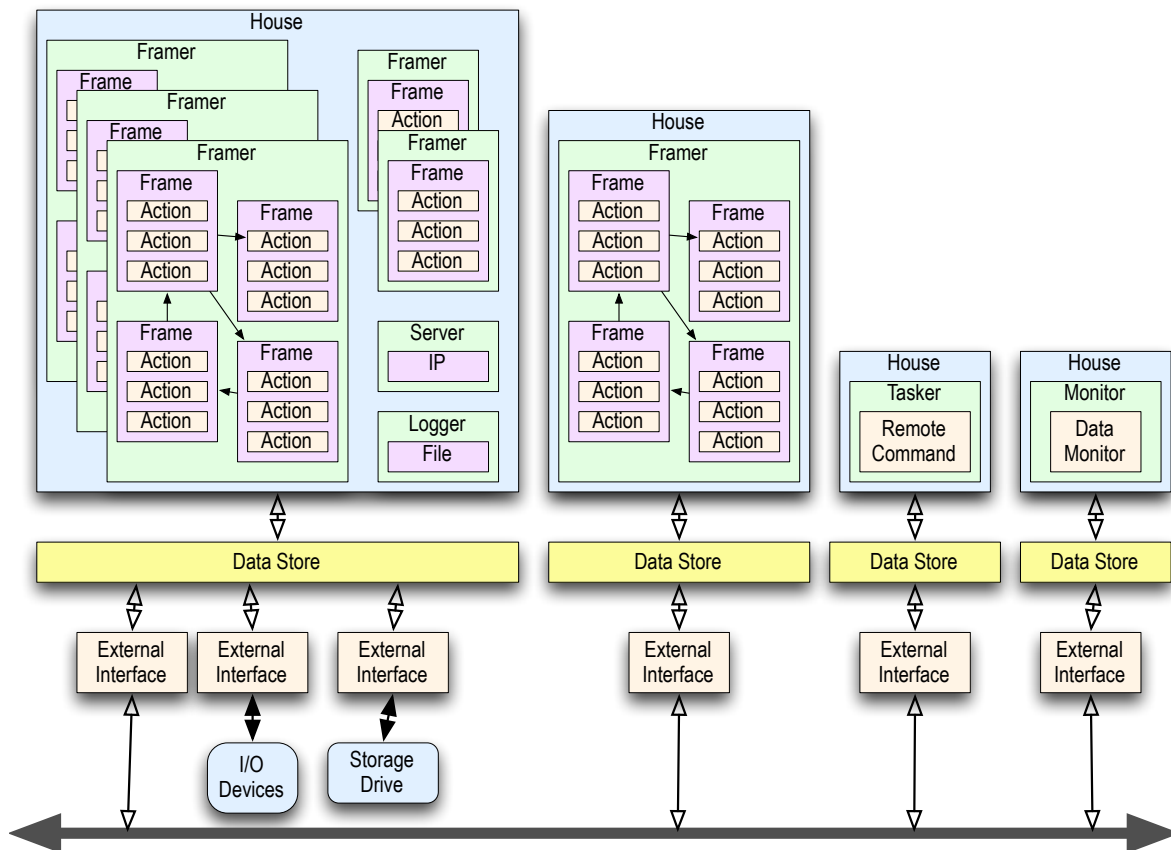 House
Framer
Frame
Framer
Frame
Framer
Frame
Action
Action
Action
Frame
Action
Action
Action
Frame
Action
Action
Action
Frame
Action
Action
Action
Framer
Frame
Action
Framer
Frame
Action
Action
Action
Server
IP
Logger
File
House
Framer
Frame
Action
Action
Action
Frame
Action
Action
Action
Frame
Action
Action
Action
Frame
Action
Action
Action
House
Tasker
Remote
Command
House
Monitor
Data
Monitor
Data Store
Data Store
Data Store
Data Store
External
Interface
External
Interface
External
Interface
External
Interface
External
Interface
External
Interface
I/O
Devices
Storage
Drive